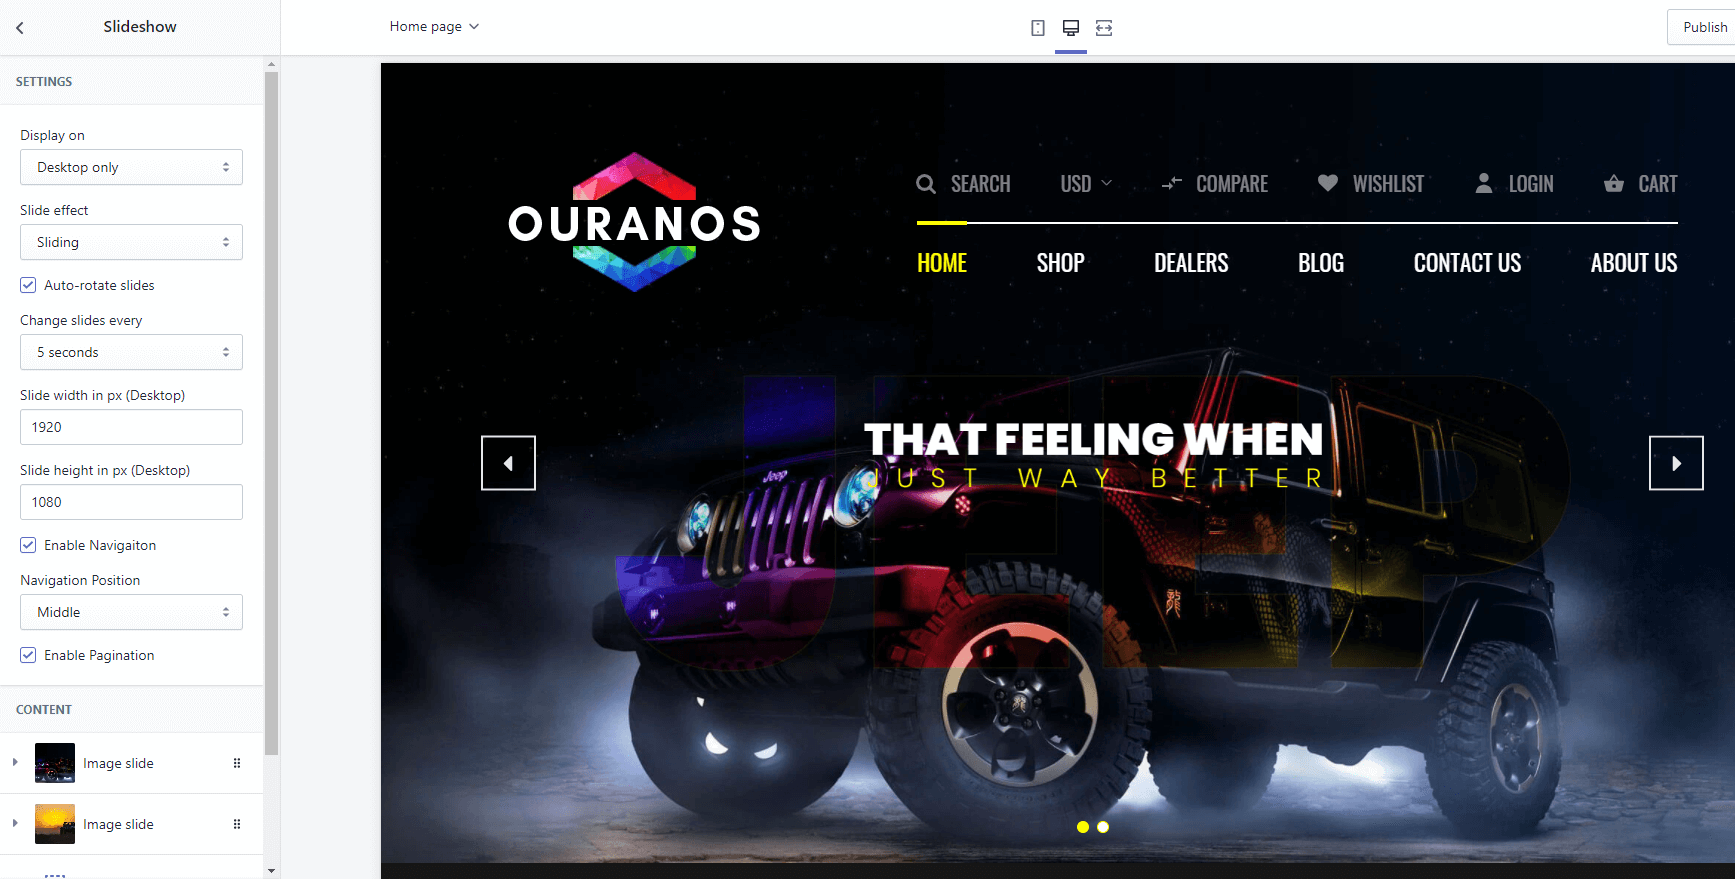 Slideshow
Home page
Publish
SETTINGS
Display on
Desktop only
Slide effect
Sliding
Auto-rotate slides
Change slides every
5 seconds
Slide width in px (Desktop)
1920
Slide height in px (Desktop)
1080
Enable Navigaiton
Navigation Position
Middle
Enable Pagination
CONTENT
Image slide
Image slide
OURANOS
SEARCH USD COMPARE WISHLIST LOGIN CART
HOME SHOP DEALERS BLOG CONTACT US ABOUT US
JEEP
THAT FEELING WHEN
JUST WAY BETTER
Jeep